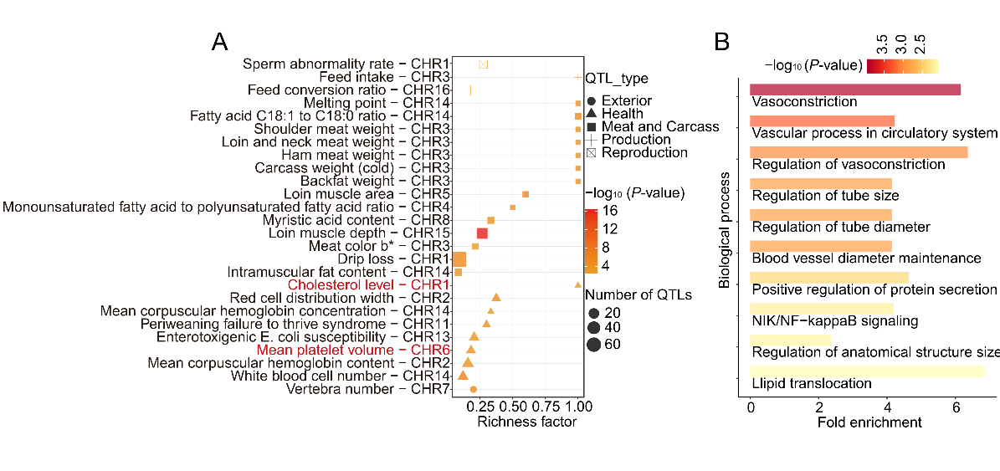 A
Sperm abnormality rate − CHR1
Feed intake − CHR3
Feed conversion ratio − CHR16
Melting point − CHR14
Fatty acid C18:1 to C18:0 ratio − CHR14
Shoulder meat weight − CHR3
Loin and neck meat weight − CHR3
Ham meat weight − CHR3
Carcass weight (cold) − CHR3
Backfat weight − CHR3
Loin muscle area − CHR5
Monounsaturated fatty acid to polyunsaturated fatty acid ratio − CHR4
Myristic acid content − CHR8
Loin muscle depth − CHR15
Meat color b* − CHR3
Drip loss − CHR1
Intramuscular fat content − CHR14
Cholesterol level − CHR1
Red cell distribution width − CHR2
Mean corpuscular hemoglobin concentration − CHR14
Periweaning failure to thrive syndrome − CHR11
Enterotoxigenic E. coli susceptibility − CHR13
Mean platelet volume − CHR6
Mean corpuscular hemoglobin content − CHR2
White blood cell number − CHR14
Vertebra number − CHR7
0.25 0.50 0.75 1.00
Richness factor
QTL_type
Exterior
Health
Meat and Carcass
Production
Reproduction
−log₁₀ (P-value)
16
12
8
4
Number of QTLs
20
40
60
B
3.5 3.0 2.5
−log₁₀ (P-value)
Biological process
Vasoconstriction
Vascular process in circulatory system
Regulation of vasoconstriction
Regulation of tube size
Regulation of tube diameter
Blood vessel diameter maintenance
Positive regulation of protein secretion
NIK/NF−kappaB signaling
Regulation of anatomical structure size
Llipid translocation
0 2 4 6
Fold enrichment